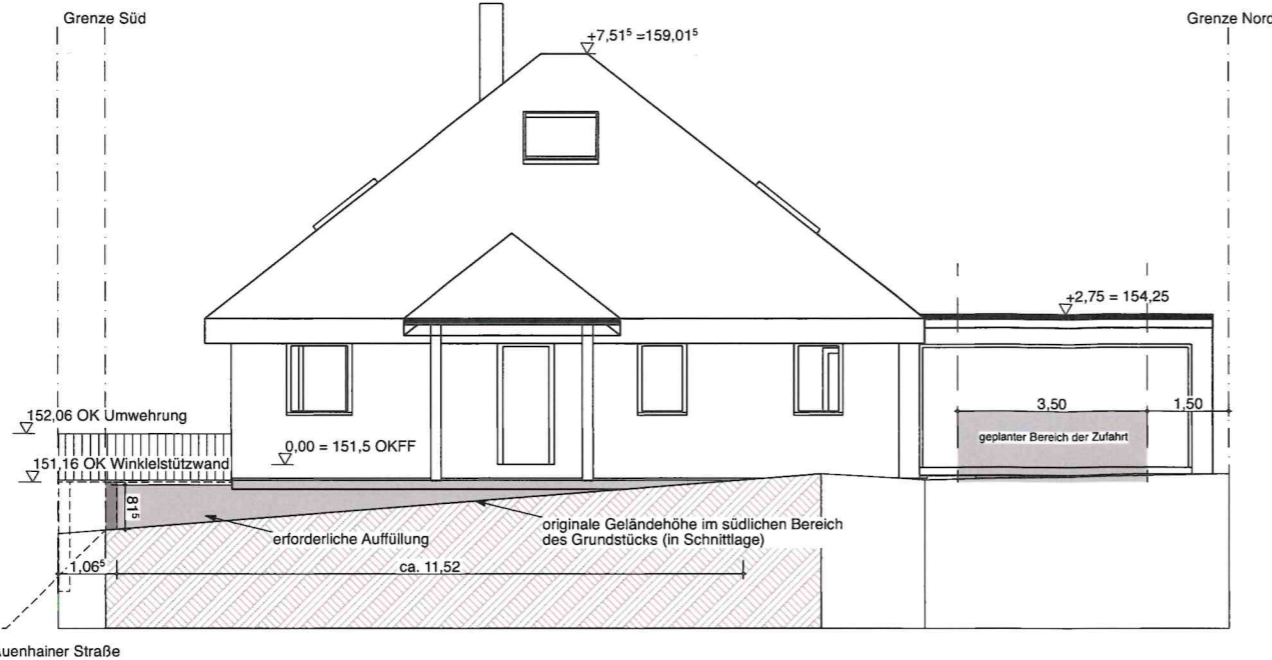 Grenze Süd
Grenze Nord
+7,51⁵ =159,01⁵
+2,75 = 154,25
152,06 OK Umwehrung
3,50
1,50
geplanter Bereich der Zufahrt
0,00 = 151,5 OKFF
151,16 OK Winklelstützwand
81⁵
originale Geländehöhe im südlichen Bereich
des Grundstücks (in Schnittlage)
erforderliche Auffüllung
1,06⁵
ca. 11,52
Auenhainer Straße